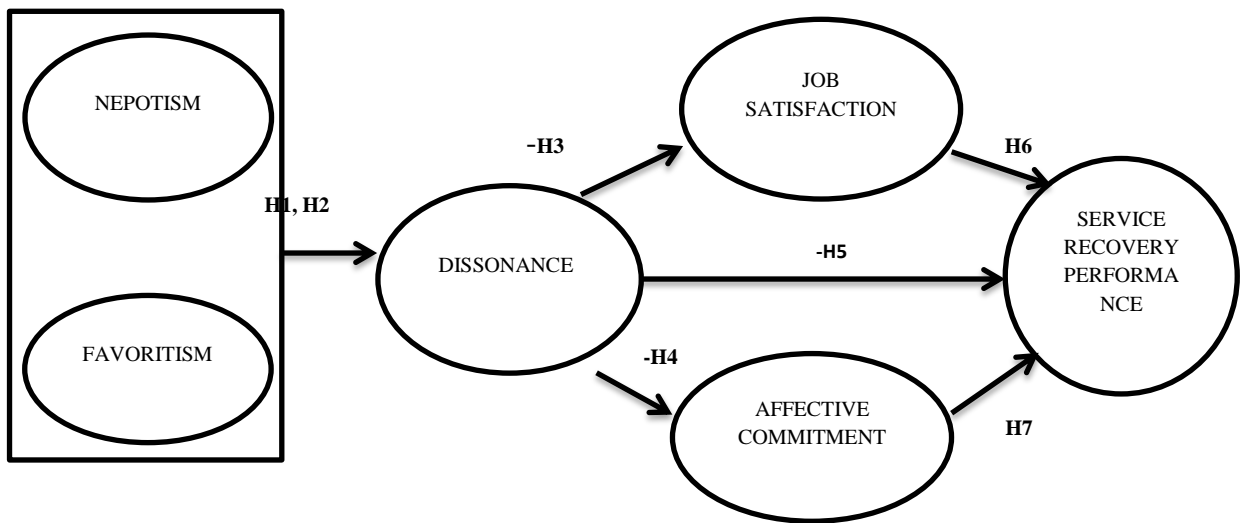 NEPOTISM
FAVORITISM
H1, H2
DISSONANCE
-H3
JOB
SATISFACTION
H6
-H5
-H4
AFFECTIVE
COMMITMENT
H7
SERVICE
RECOVERY
PERFORMA
NCE